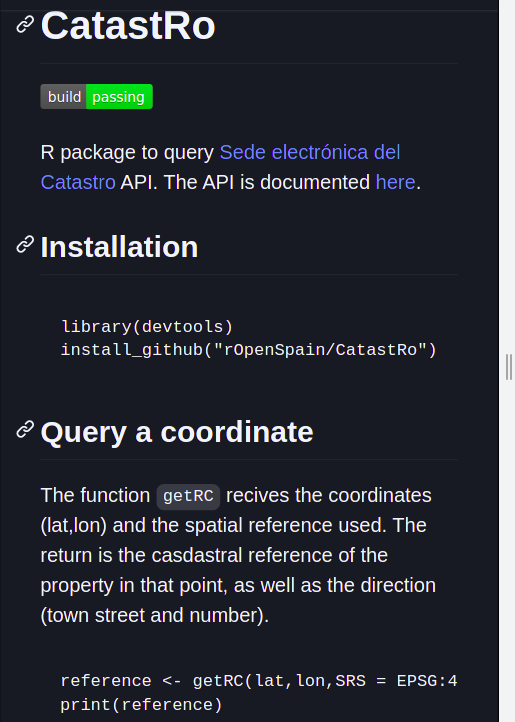 CatastRo
build passing
R package to query Sede electrónica del
Catastro API. The API is documented here.
Installation
library(devtools)
install_github("rOpenSpain/CatastRo")
Query a coordinate
The function getRC recives the coordinates
(lat,lon) and the spatial reference used. The
return is the casdastral reference of the
property in that point, as well as the direction
(town street and number).
reference <- getRC(lat,lon,SRS = EPSG:4
print(reference)